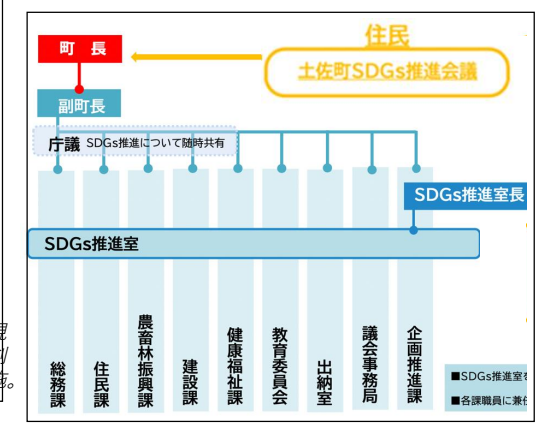 住民
町長
土佐町SDGs推進会議
副町長
庁議 SDGs推進について随時共有
SDGs推進室長
SDGs推進室
総務課
住民課
農畜林振興課
建設課
健康福祉課
教育委員会
出納室
議会事務局
企画推進課
■SDGs推進室を
■各課職員に兼任
施。